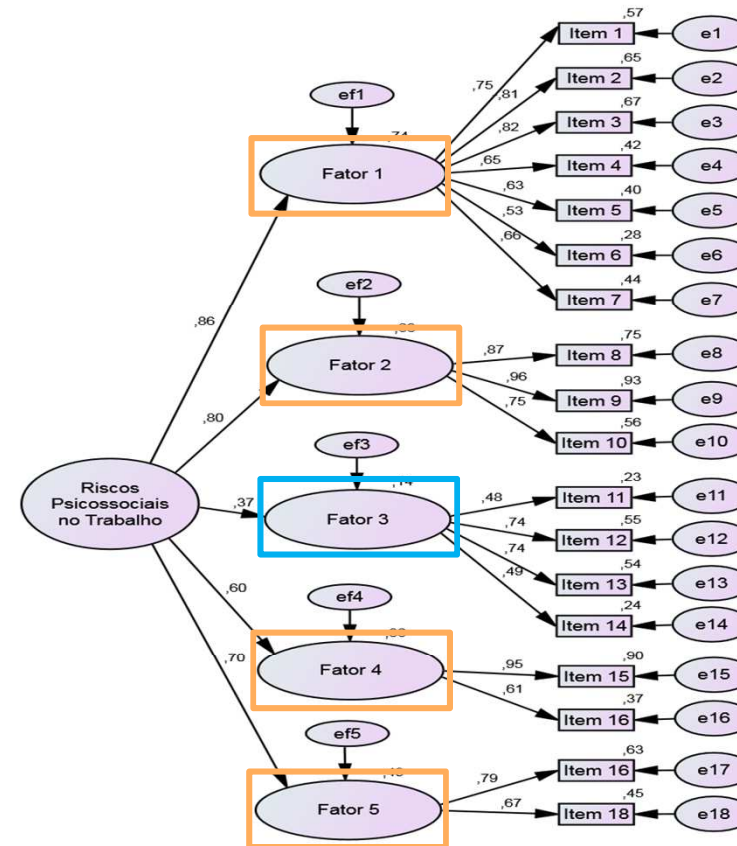 ,57
Item 1
e1
,65
Item 2
e2
,67
Item 3
e3
,42
Item 4
e4
,40
Item 5
e5
,28
Item 6
e6
,44
Item 7
e7
,75
,81
,82
,65
,63
,53
,66
ef1
Fator 1
,86
ef2
Fator 2
,80
,87
,96
,75
,75
Item 8
e8
,93
Item 9
e9
,56
Item 10
e10
Riscos
Psicossociais
no Trabalho
,37
ef3
Fator 3
,48
,74
,74
,49
,23
Item 11
e11
,55
Item 12
e12
,54
Item 13
e13
,24
Item 14
e14
,60
ef4
Fator 4
,95
,61
,90
Item 15
e15
,37
Item 16
e16
,70
ef5
Fator 5
,79
,67
,63
Item 16
e17
,45
Item 18
e18